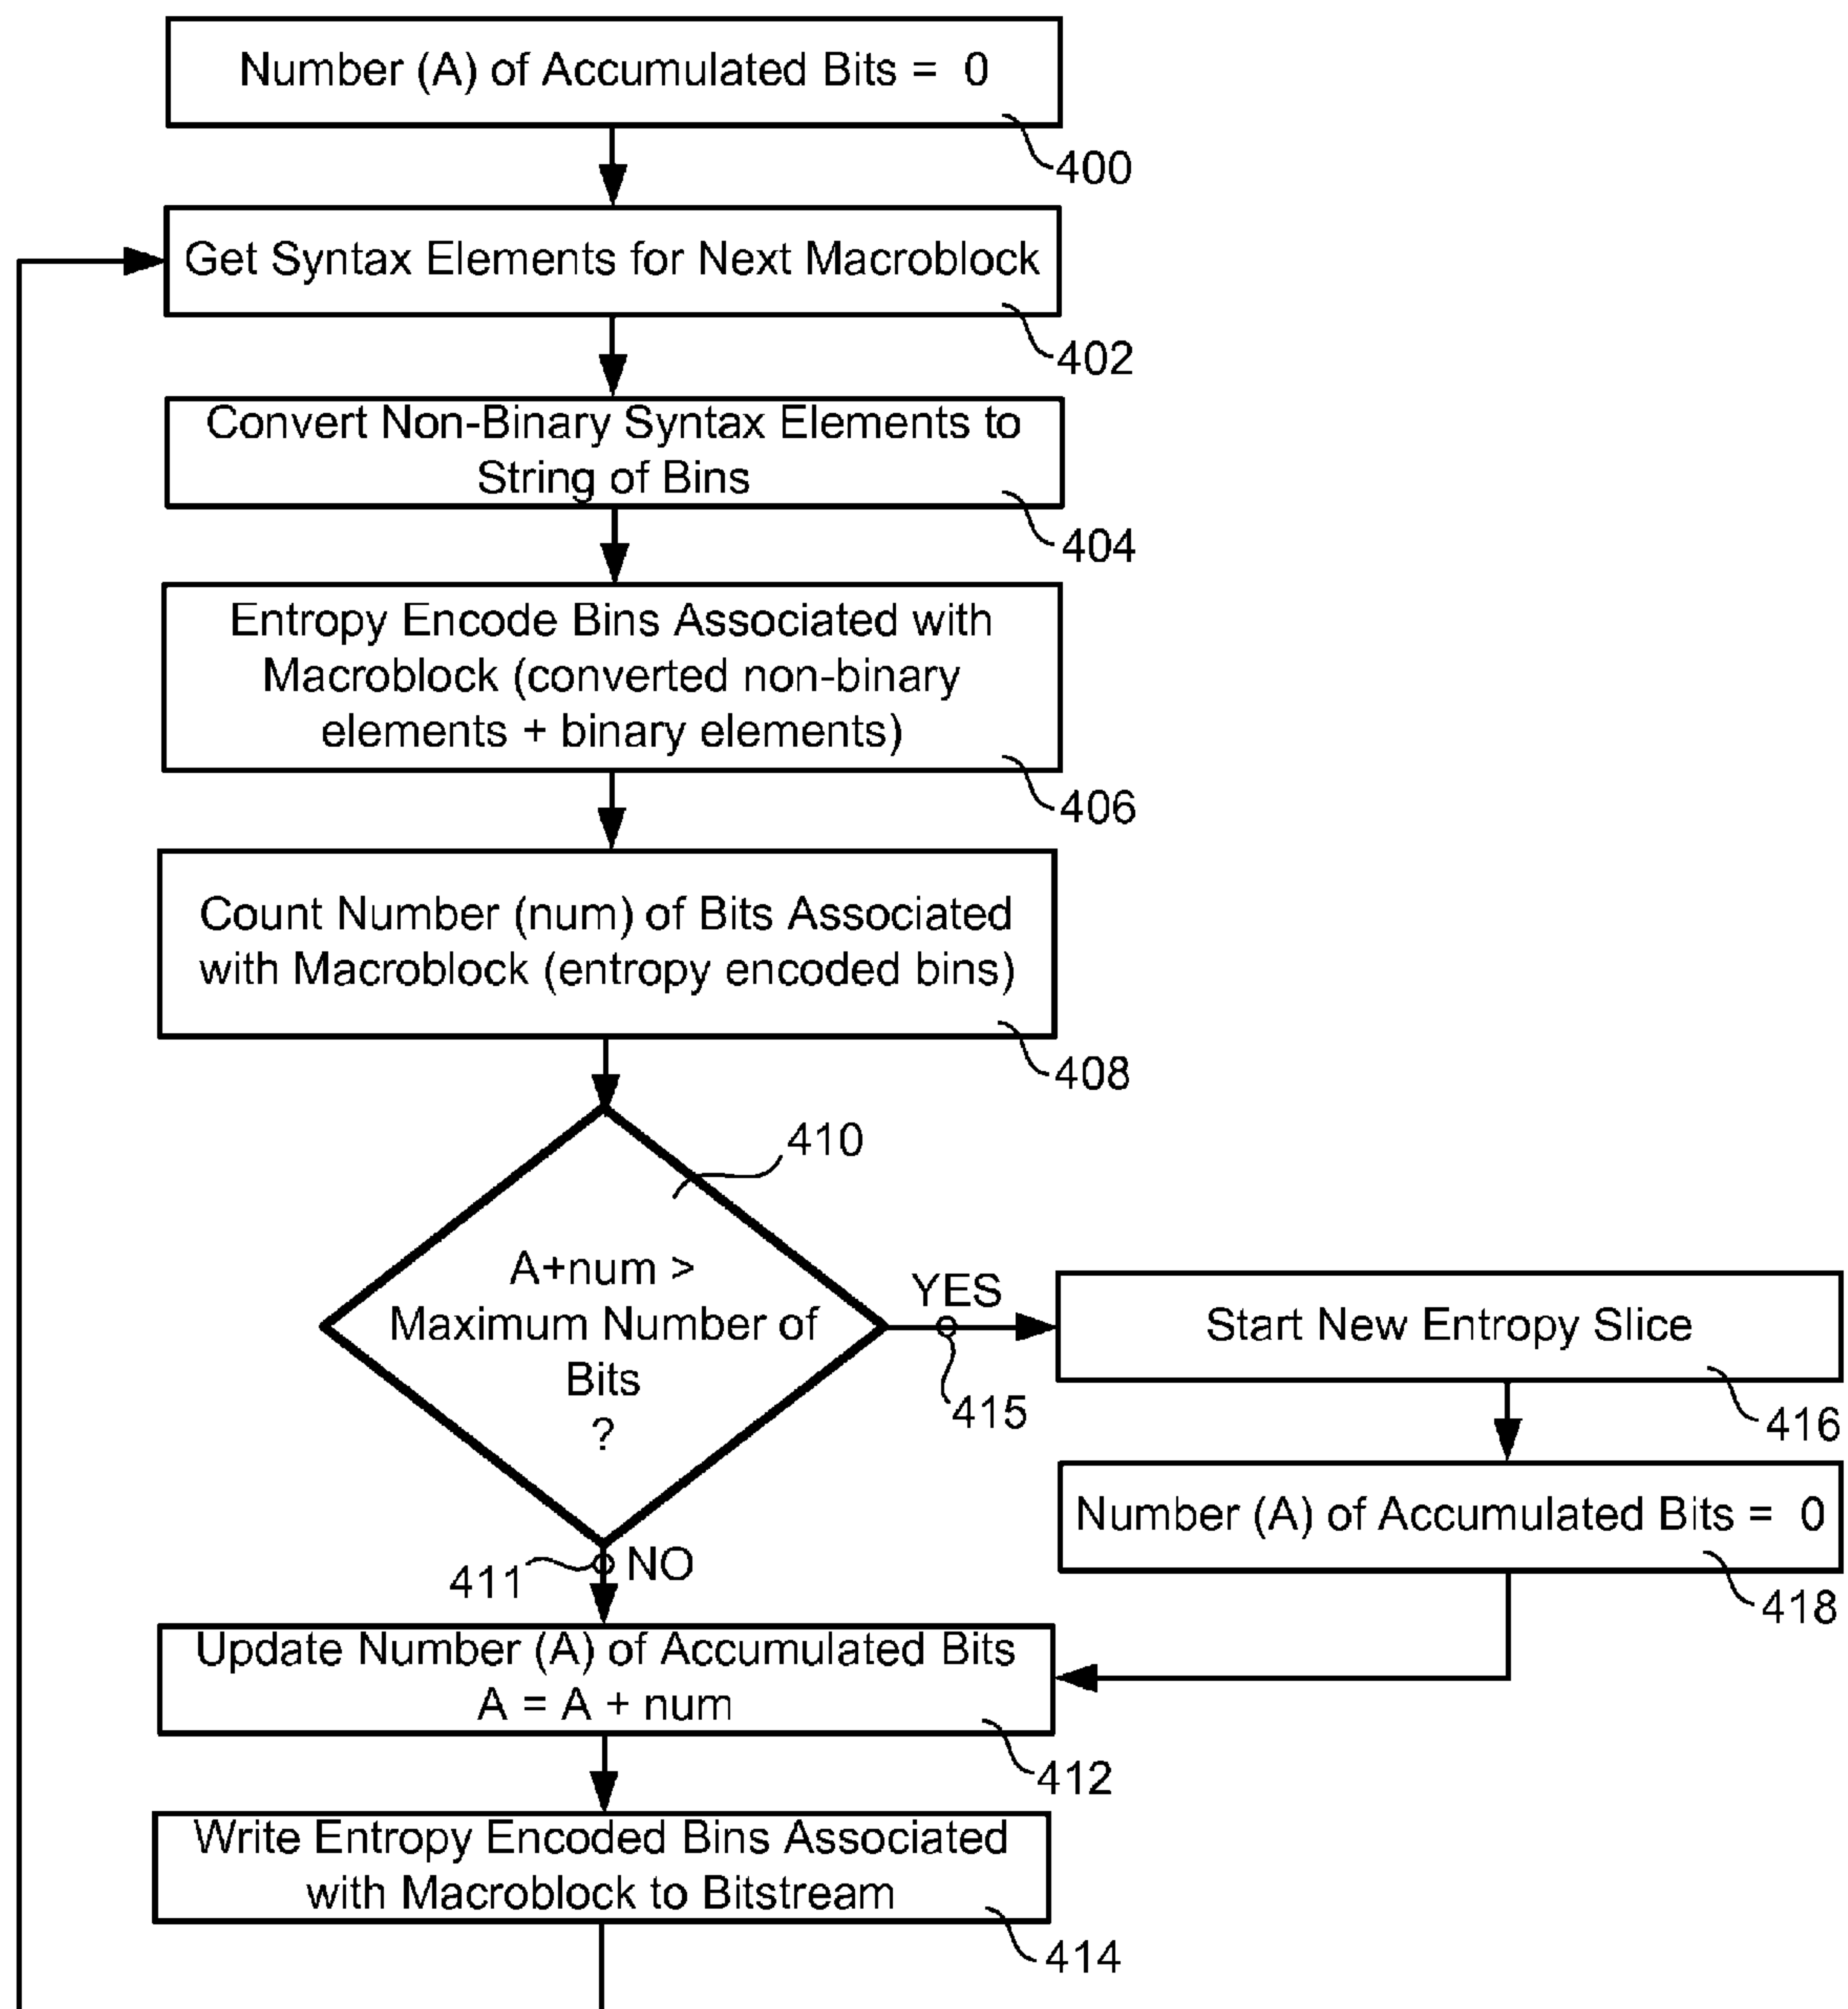 Number (A) of Accumulated Bits = 0
400
Get Syntax Elements for Next Macroblock
402
Convert Non-Binary Syntax Elements to
String of Bins
404
Entropy Encode Bins Associated with
Macroblock (converted non-binary
elements + binary elements)
406
Count Number (num) of Bits Associated
with Macroblock (entropy encoded bins)
408
410
A+num >
Maximum Number of
Bits
?
YES
415
Start New Entropy Slice
416
Number (A) of Accumulated Bits = 0
418
411
NO
Update Number (A) of Accumulated Bits
A = A + num
412
Write Entropy Encoded Bins Associated
with Macroblock to Bitstream
414